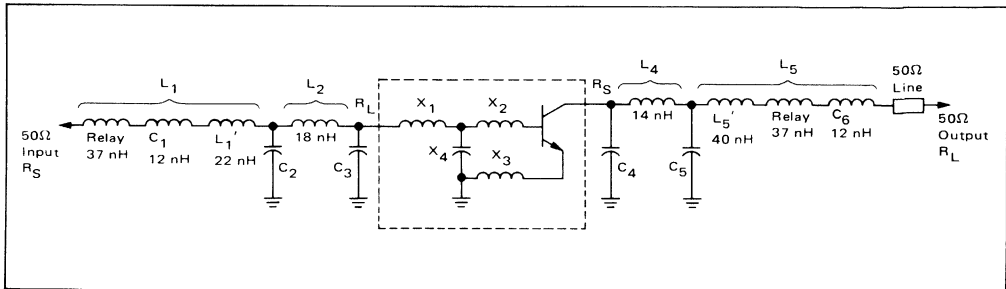 L1
L2
L4
L5
50Ω
Line
RL
RS
X1
X2
X3
X4
50Ω
Input
RS
Relay
37 nH
C1
12 nH
L1'
22 nH
C2
18 nH
C3
C4
14 nH
C5
L5'
40 nH
Relay
37 nH
C6
12 nH
50Ω
Output
RL